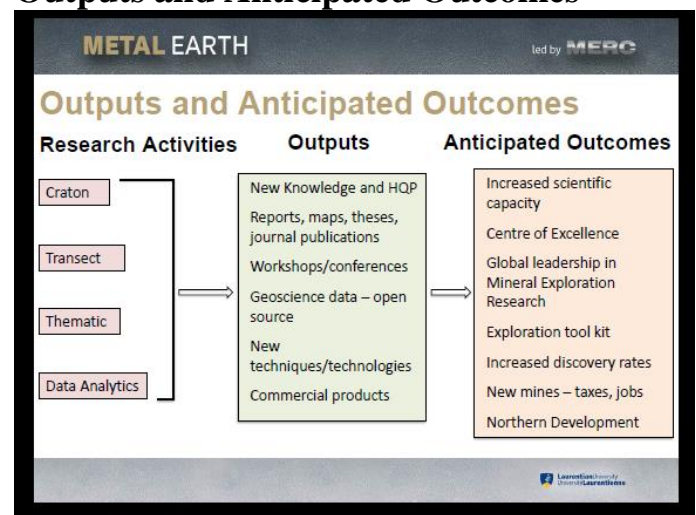 Outputs and Anticipated Outcomes
METAL EARTH
led by MERC
Outputs and Anticipated Outcomes
Research Activities
Craton
Transect
Thematic
Data Analytics
Outputs
New Knowledge and HQP
Reports, maps, theses,
journal publications
Workshops/conferences
Geoscience data – open
source
New
techniques/technologies
Commercial products
Anticipated Outcomes
Increased scientific
capacity
Centre of Excellence
Global leadership in
Mineral Exploration
Research
Exploration tool kit
Increased discovery rates
New mines – taxes, jobs
Northern Development
LaurentianUniversity
UniversitéLaurentienne